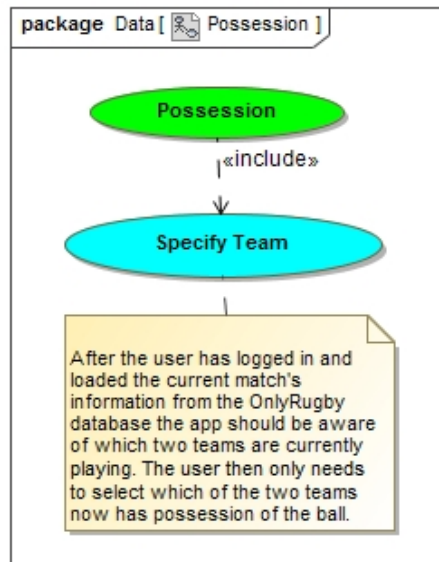 package Data [ Possession ]
Possession
«include»
Specify Team
After the user has logged in and
loaded the current match's
information from the OnlyRugby
database the app should be aware
of which two teams are currently
playing. The user then only needs
to select which of the two teams
now has possession of the ball.